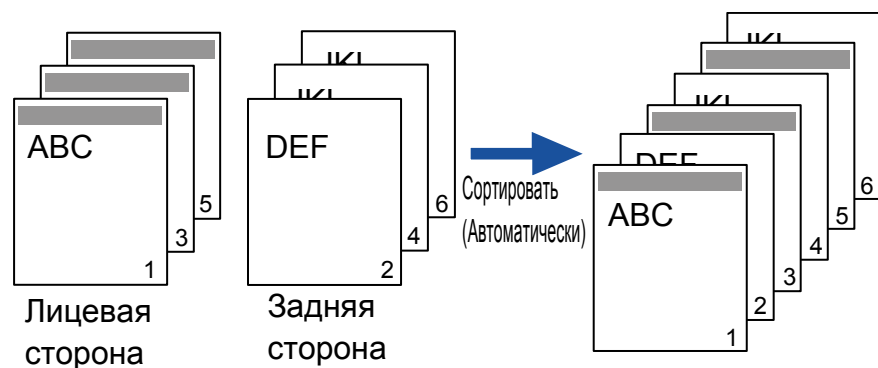 ABC
1
3
5
Лицевая
сторона
DEF
2
4
6
Задняя
сторона
Сортировать
(Автоматически)
ABC
DEF
1
2
3
4
5
6